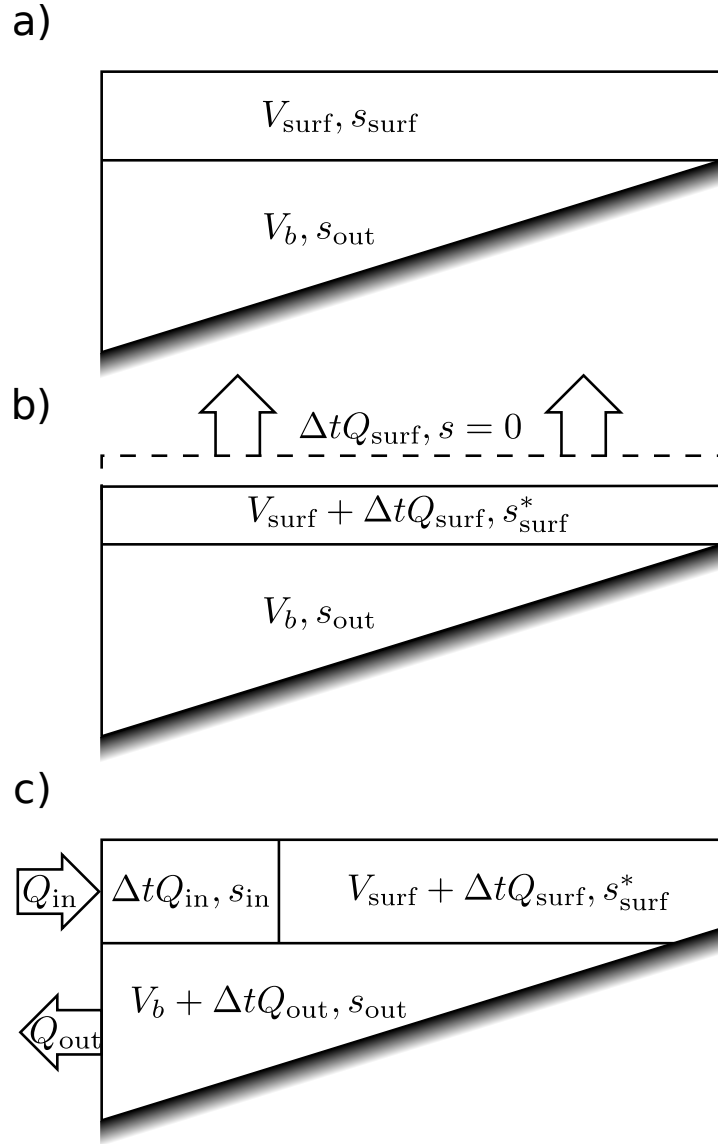 a)
V_surf, s_surf
V_b, s_out
b)
ΔtQ_surf, s = 0
V_surf + ΔtQ_surf, s*_surf
V_b, s_out
c)
Q_in
ΔtQ_in, s_in
V_surf + ΔtQ_surf, s*_surf
V_b + ΔtQ_out, s_out
Q_out